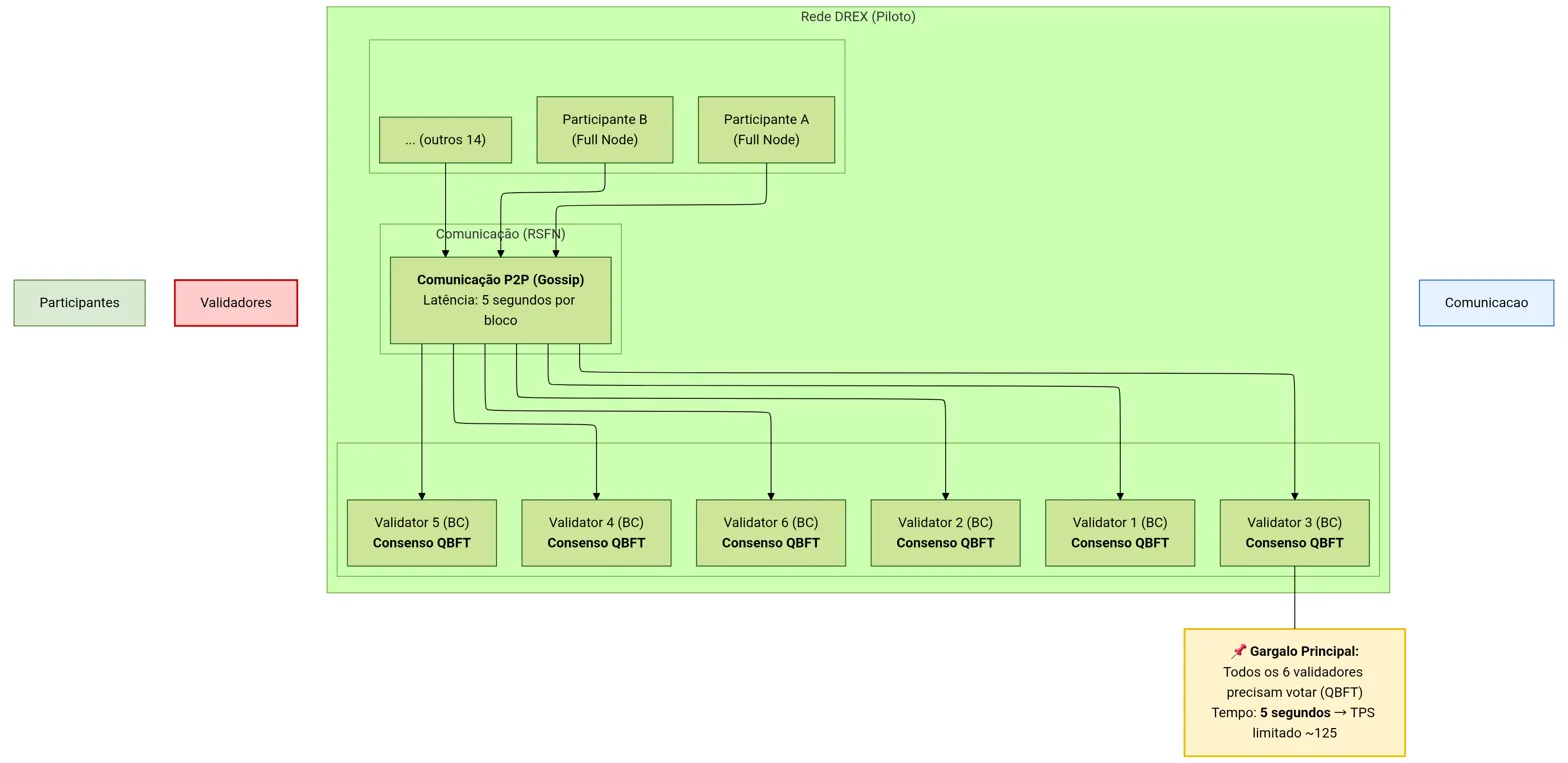 Rede DREX (Piloto)
... (outros 14)
Participante B
(Full Node)
Participante A
(Full Node)
Comunicação (RSFN)
Comunicação P2P (Gossip)
Latência: 5 segundos por
bloco
Participantes
Validadores
Comunicacao
Validator 5 (BC)
Consenso QBFT
Validator 4 (BC)
Consenso QBFT
Validator 6 (BC)
Consenso QBFT
Validator 2 (BC)
Consenso QBFT
Validator 1 (BC)
Consenso QBFT
Validator 3 (BC)
Consenso QBFT
📌 Gargalo Principal:
Todos os 6 validadores
precisam votar (QBFT)
Tempo: 5 segundos → TPS
limitado ~125